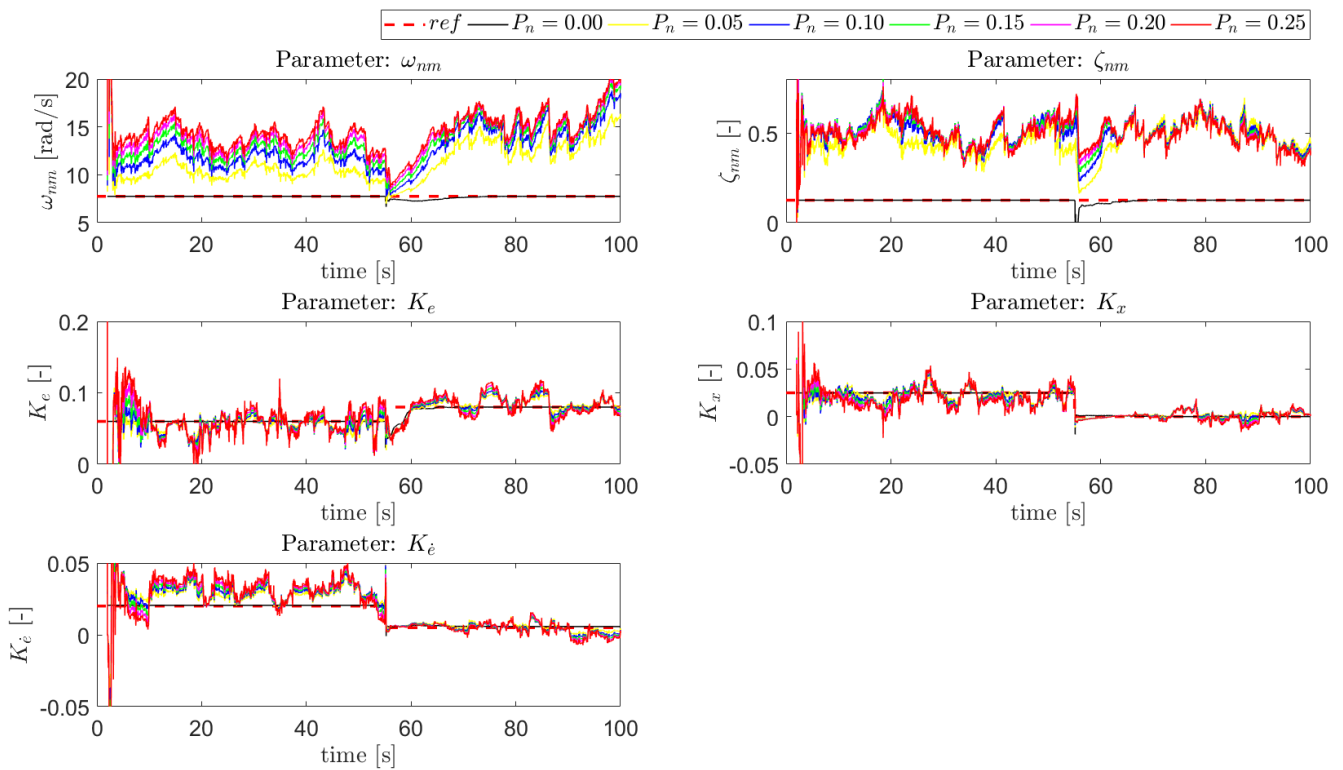 ref P_n = 0.00 P_n = 0.05 P_n = 0.10 P_n = 0.15 P_n = 0.20 P_n = 0.25
Parameter: ω_nm
ω_nm [rad/s]
20
15
10
5
0 20 40 60 80 100
time [s]
Parameter: ζ_nm
ζ_nm [-]
0.5
0
0 20 40 60 80 100
time [s]
Parameter: K_e
K_e [-]
0.2
0.1
0
0 20 40 60 80 100
time [s]
Parameter: K_x
K_x [-]
0.1
0.05
0
-0.05
0 20 40 60 80 100
time [s]
Parameter: K_ė
K_ė [-]
0.05
0
-0.05
0 20 40 60 80 100
time [s]